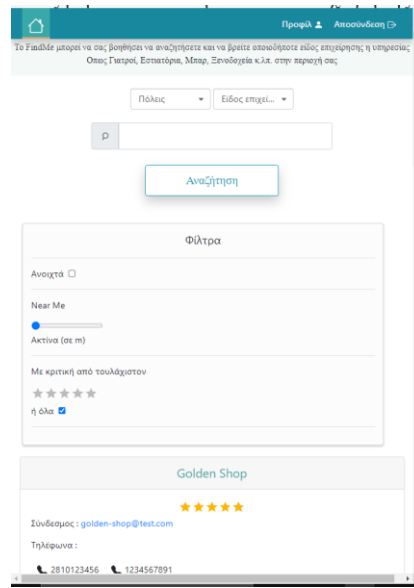 Προφίλ Αποσύνδεση
Το FindMe μπορεί να σας βοηθήσει να αναζητήσετε και να βρείτε οποιοδήποτε είδος επιχείρησης η υπηρεσίας
Οπως Γιατροί, Εστιατόρια, Μπαρ, Ξενοδοχεία κ.λπ. στην περιοχή σας
Πόλεις Είδος επιχεί...
Αναζήτηση
Φίλτρα
Ανοιχτά
Near Me
Ακτίνα (σε m)
Με κριτική από τουλάχιστον
ή όλα
Golden Shop
Σύνδεσμος : golden-shop@test.com
Τηλέφωνα :
2810123456 1234567891